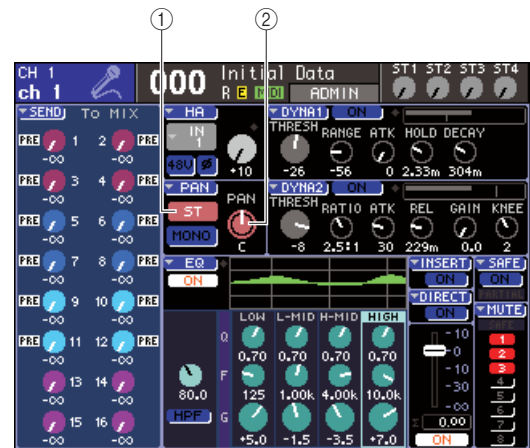 ① ②
CH 1
ch 1
000
Initial Data
R E MIDI ADMIN
ST1 ST2 ST3 ST4
SEND To MIX
PRE 1 2 PRE
-∞ -∞
PRE 3 4 PRE
-∞ -∞
PRE 5 6 PRE
-∞ -∞
PRE 7 8 PRE
-∞ -∞
PRE 9 10 PRE
-∞ -∞
PRE 11 12 PRE
-∞ -∞
13 14
-∞ -∞
15 16
-∞ -∞
HA
IN
1
48V Ø
+10
PAN
ST
MONO
PAN
C
DYNA1 ON
THRESH RANGE ATK HOLD DECAY
-26 -56 0 2.33m 304m
DYNA2 ON
THRESH RATIO ATK REL GAIN KNEE
-8 2.5:1 30 229m 0.0 2
EQ
ON
LOW L-MID H-MID HIGH
Q
0.70 0.70 0.70 0.70
80.0
F
125 1.00k 4.00k 10.0k
HPF
G
+5.0 -1.5 -3.5 +7.0
INSERT
ON
DIRECT
ON
-10
-0
-10
-30
-∞
Σ 0.00
ON
SAFE
ON
PARTIAL
MUTE
SAFE
1
2
3
4
5
6
7
8